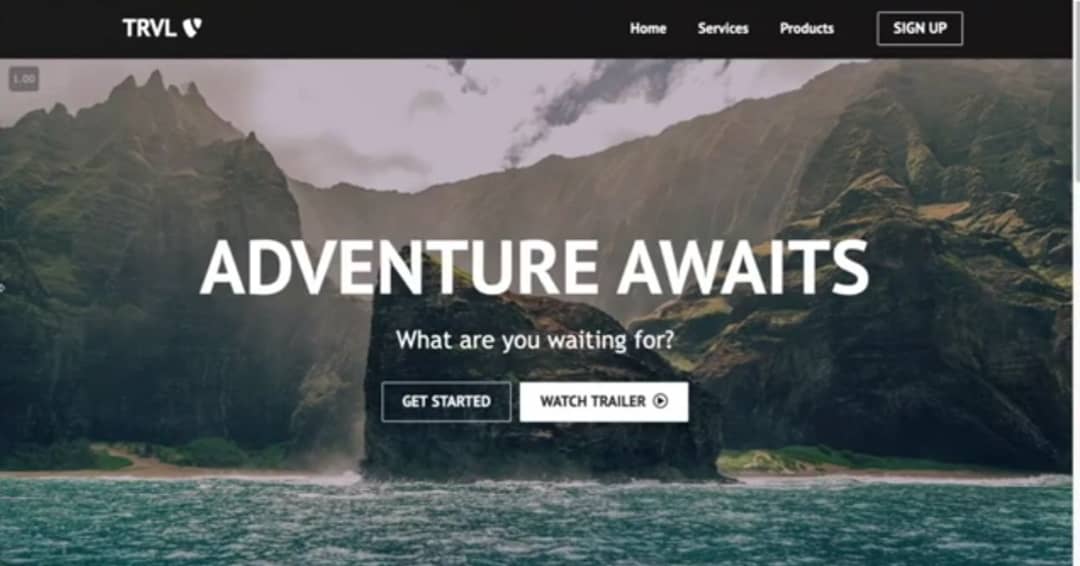 TRVL
Home Services Products SIGN UP
1.00
ADVENTURE AWAITS
What are you waiting for?
GET STARTED WATCH TRAILER